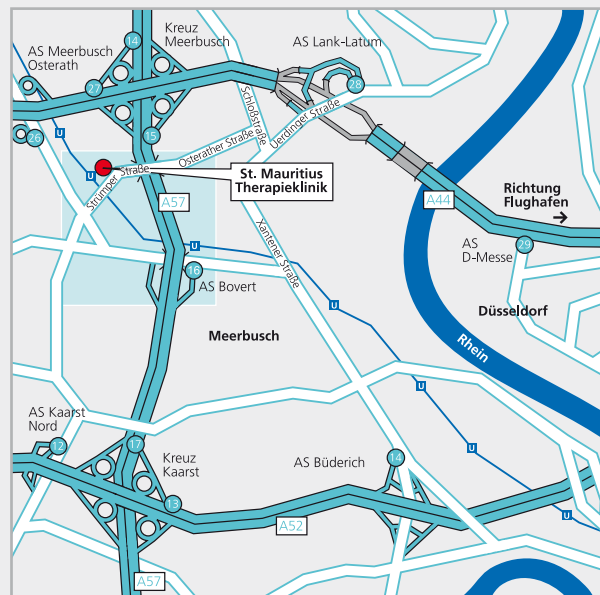 Kreuz
Meerbusch
14
AS Meerbusch
Osterath
AS Lank-Latum
27
28
26
15
U
Schloßstraße
Uerdinger Straße
Osterather Straße
U
Strümper Straße
St. Mauritius
Therapieklinik
A57
A44
Richtung
Flughafen
→
Xantener Straße
AS
D-Messe
29
U
16
AS Bovert
U
Düsseldorf
Meerbusch
Rhein
U
AS Kaarst
Nord
12
17
Kreuz
Kaarst
AS Büderich
14
U
13
A52
U
A57